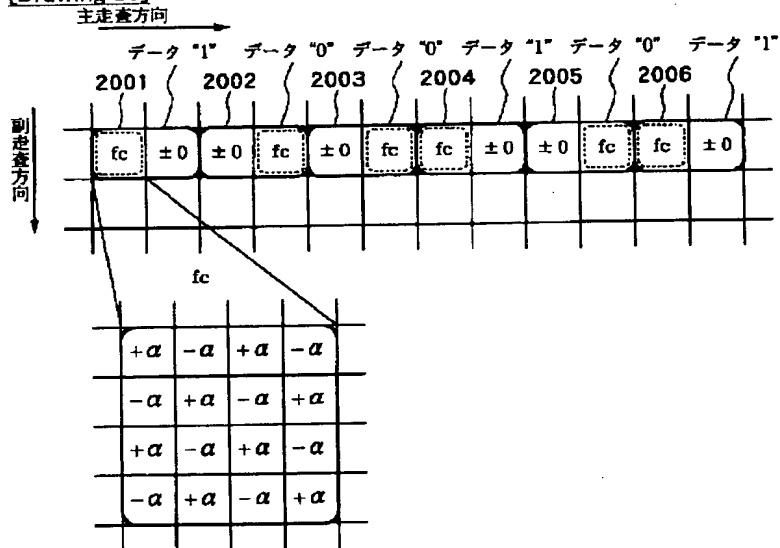 主走査方向
データ “1” データ “0” データ “0” データ “1” データ “0” データ “1”
2001 2002 2003 2004 2005 2006
副走査方向
fc ±0 ±0 fc ±0 fc fc ±0 ±0 fc fc ±0
fc
+α -α +α -α
-α +α -α +α
+α -α +α -α
-α +α -α +α